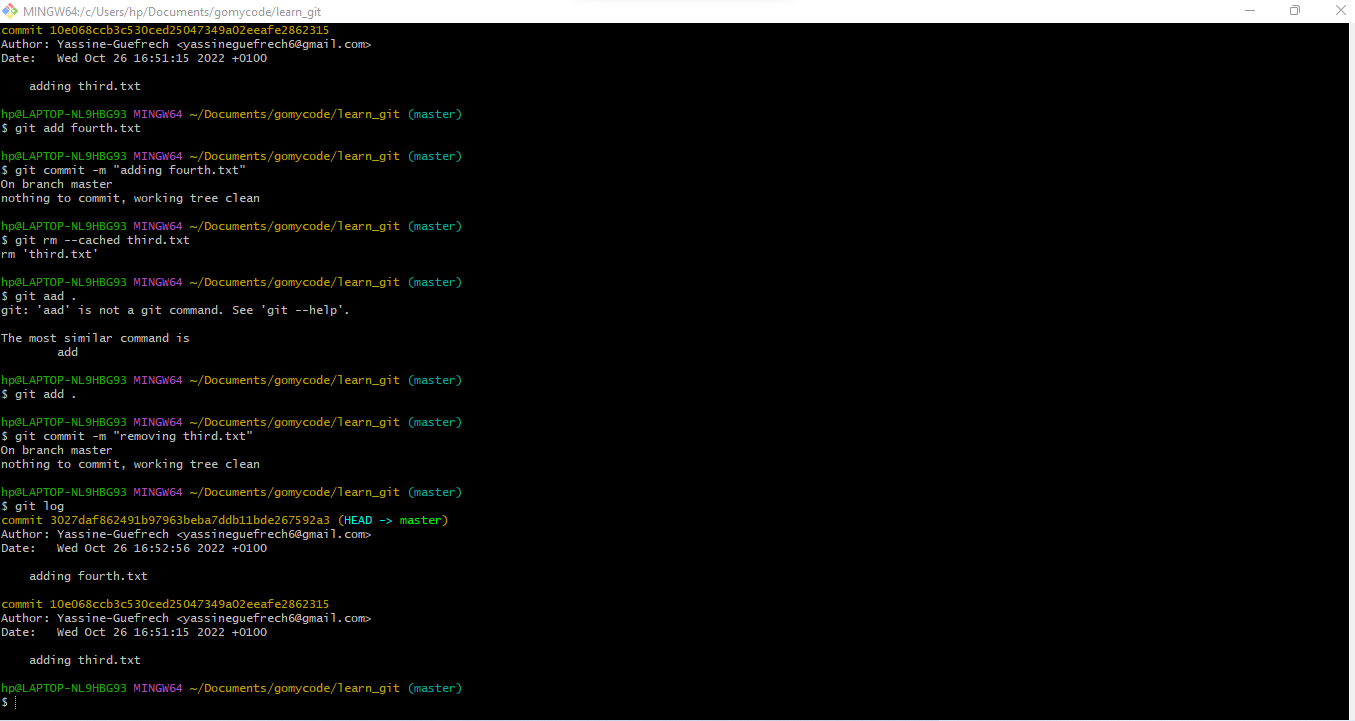 MINGW64:/c/Users/hp/Documents/gomycode/learn_git
commit 10e068ccb3c530ced25047349a02eeafe2862315
Author: Yassine-Guefrech <yassineguefrech6@gmail.com>
Date:   Wed Oct 26 16:51:15 2022 +0100
    adding third.txt
hp@LAPTOP-NL9HBG93 MINGW64 ~/Documents/gomycode/learn_git (master)
$ git add fourth.txt
hp@LAPTOP-NL9HBG93 MINGW64 ~/Documents/gomycode/learn_git (master)
$ git commit -m "adding fourth.txt"
On branch master
nothing to commit, working tree clean
hp@LAPTOP-NL9HBG93 MINGW64 ~/Documents/gomycode/learn_git (master)
$ git rm --cached third.txt
rm 'third.txt'
hp@LAPTOP-NL9HBG93 MINGW64 ~/Documents/gomycode/learn_git (master)
$ git aad .
git: 'aad' is not a git command. See 'git --help'.
The most similar command is
        add
hp@LAPTOP-NL9HBG93 MINGW64 ~/Documents/gomycode/learn_git (master)
$ git add .
hp@LAPTOP-NL9HBG93 MINGW64 ~/Documents/gomycode/learn_git (master)
$ git commit -m "removing third.txt"
On branch master
nothing to commit, working tree clean
hp@LAPTOP-NL9HBG93 MINGW64 ~/Documents/gomycode/learn_git (master)
$ git log
commit 3027daf862491b97963beba7ddb11bde267592a3 (HEAD -> master)
Author: Yassine-Guefrech <yassineguefrech6@gmail.com>
Date:   Wed Oct 26 16:52:56 2022 +0100
    adding fourth.txt
commit 10e068ccb3c530ced25047349a02eeafe2862315
Author: Yassine-Guefrech <yassineguefrech6@gmail.com>
Date:   Wed Oct 26 16:51:15 2022 +0100
    adding third.txt
hp@LAPTOP-NL9HBG93 MINGW64 ~/Documents/gomycode/learn_git (master)
$